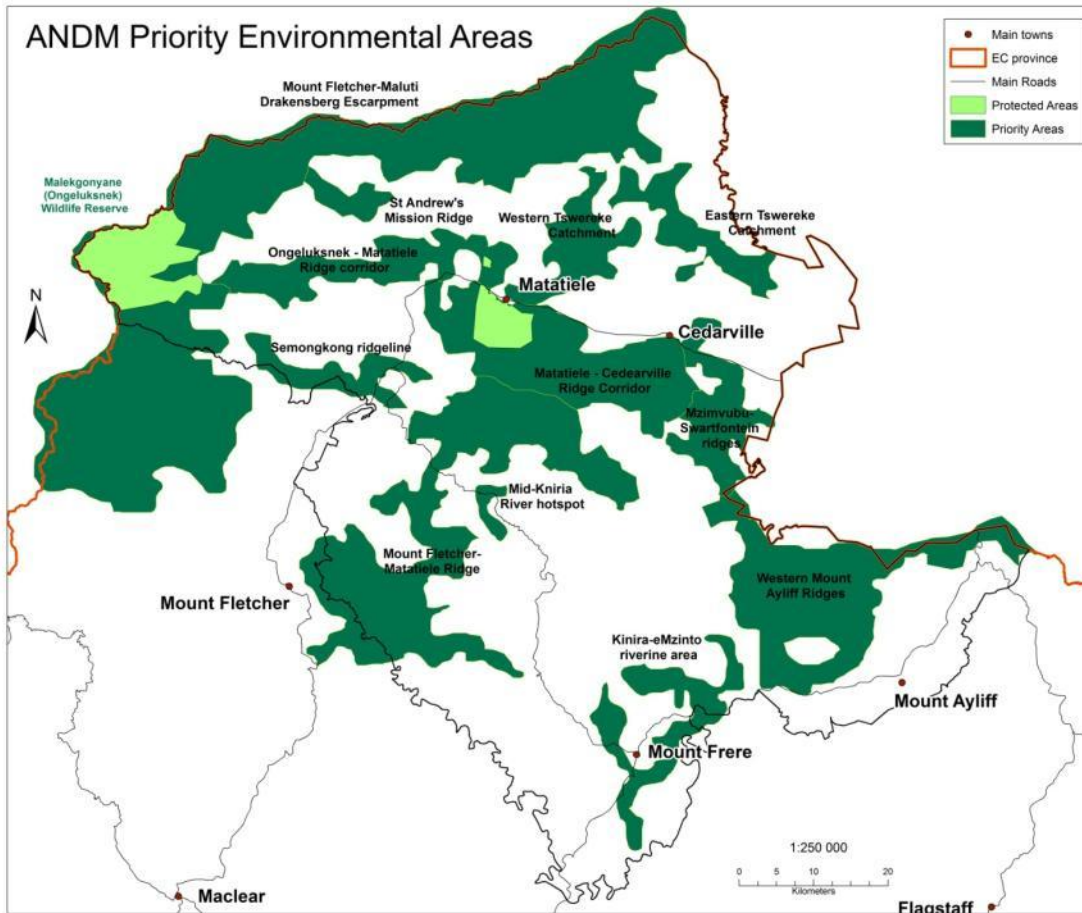 ANDM Priority Environmental Areas
Main towns
EC province
Main Roads
Protected Areas
Priority Areas
Mount Fletcher-Maluti
Drakensberg Escarpment
Malekgonyane
(Ongeluksnek)
Wildlife Reserve
St Andrew's
Mission Ridge
Western Tswereke
Catchment
Eastern Tswereke
Catchment
Ongeluksnek - Matatiele
Ridge corridor
Matatiele
N
Cedarville
Semongkong ridgeline
Matatiele - Cedearville
Ridge Corridor
Mzimvubu-
Swartfontein
ridges
Mid-Kniria
River hotspot
Mount Fletcher-
Matatiele Ridge
Western Mount
Ayliff Ridges
Mount Fletcher
Kinira-eMzinto
riverine area
Mount Ayliff
Mount Frere
1:250 000
0 5 10 15 20
Kilometers
Maclear
Flagstaff